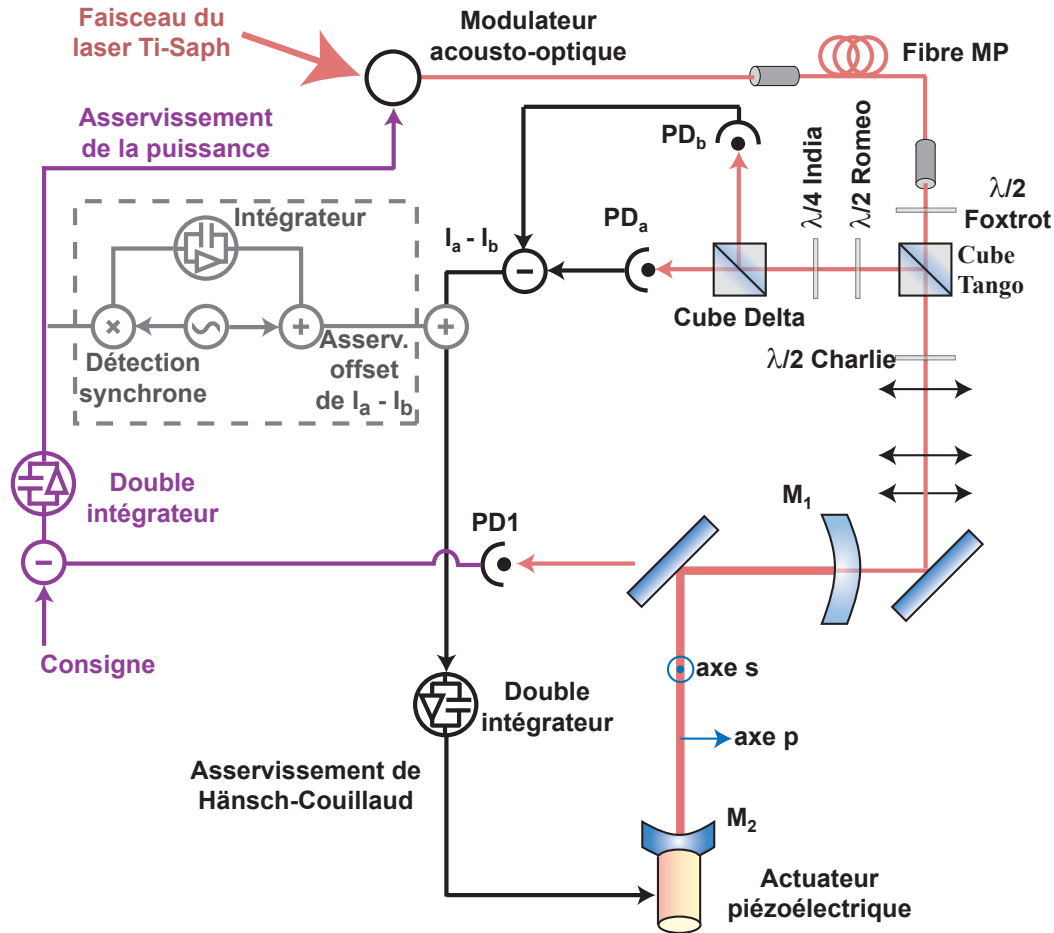 Faisceau du
laser Ti-Saph
Modulateur
acousto-optique
Fibre MP
Asservissement
de la puissance
PD_b
λ/4 India
λ/2 Romeo
λ/2
Foxtrot
Intégrateur
I_a - I_b
PD_a
Cube
Tango
-
Cube Delta
×
+
+
Détection
synchrone
Asserv.
offset
de I_a - I_b
λ/2 Charlie
Double
intégrateur
M_1
PD1
-
Consigne
axe s
Double
intégrateur
axe p
Asservissement de
Hänsch-Couillaud
M_2
Actuateur
piézoélectrique